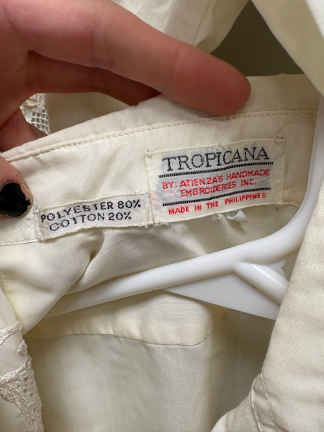 TROPICANA
BY: ATIENZA'S HANDMADE
EMBROIDERIES INC.
MADE IN THE PHILIPPINES
POLYESTER 80%
COTTON 20%